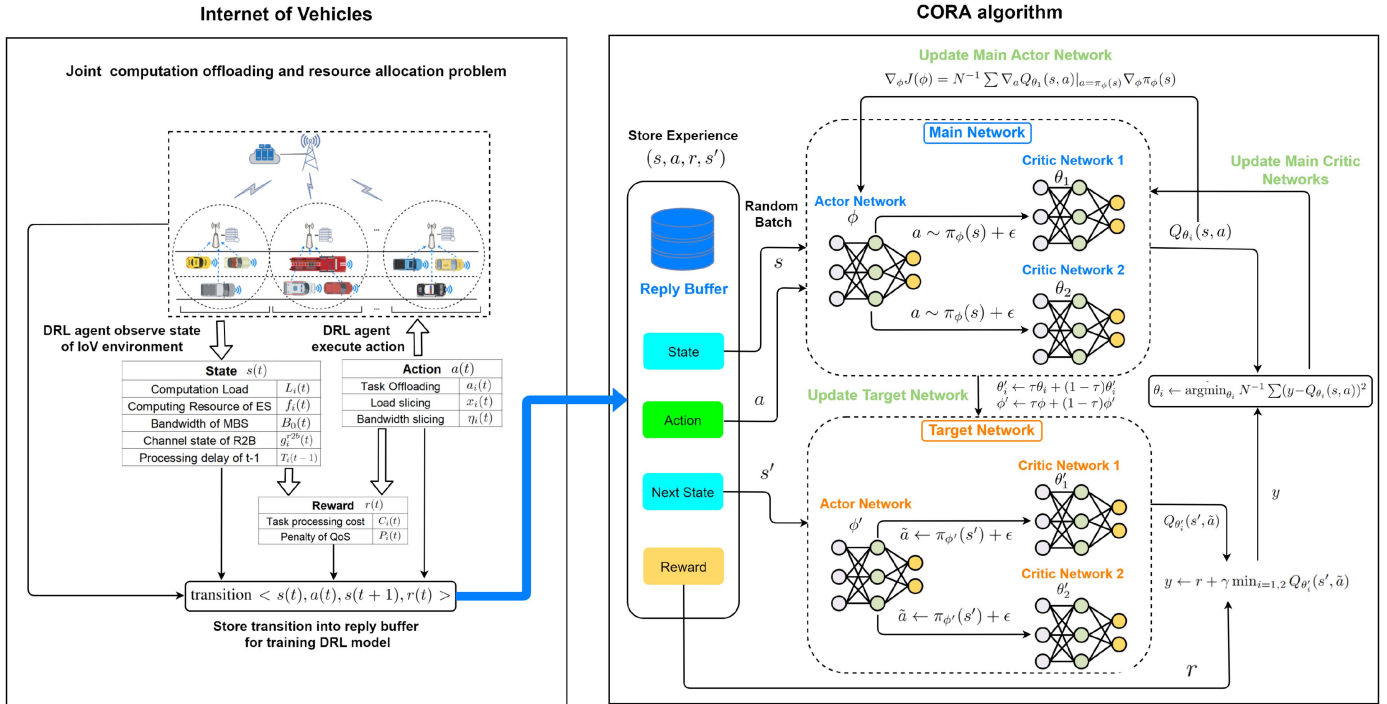 Internet of Vehicles
Joint computation offloading and resource allocation problem
...
...
DRL agent observe state
of IoV environment
DRL agent
execute action
State s(t)
Computation Load L_i(t)
Computing Resource of ES f_i(t)
Bandwidth of MBS B_0(t)
Channel state of R2B g_i^{r2b}(t)
Processing delay of t-1 T_i(t-1)
Action a(t)
Task Offloading a_i(t)
Load slicing x_i(t)
Bandwidth slicing η_i(t)
Reward r(t)
Task processing cost C_i(t)
Penalty of QoS P_i(t)
transition < s(t), a(t), s(t+1), r(t) >
Store transition into reply buffer
for training DRL model
CORA algorithm
Update Main Actor Network
∇_ϕ J(ϕ) = N^{-1} ∑ ∇_a Q_{θ_1}(s, a)|_{a=π_ϕ(s)} ∇_ϕ π_ϕ(s)
Store Experience
(s, a, r, s′)
Reply Buffer
State
Action
Next State
Reward
Random
Batch
s
a
s′
r
Main Network
Actor Network
ϕ
a ∼ π_ϕ(s) + ϵ
a ∼ π_ϕ(s) + ϵ
Critic Network 1
θ_1
Critic Network 2
θ_2
Update Main Critic
Networks
Q_{θ_i}(s, a)
θ_i ← argmin_{θ_i} N^{-1} ∑(y−Q_{θ_i}(s, a))^2
Update Target Network
θ′_i ← τθ_i + (1 − τ)θ′_i
ϕ′ ← τϕ + (1 − τ)ϕ′
Target Network
Actor Network
ϕ′
ã ← π_{ϕ′}(s′) + ϵ
ã ← π_{ϕ′}(s′) + ϵ
Critic Network 1
θ′_1
Critic Network 2
θ′_2
Q_{θ′_i}(s′, ã)
y
y ← r + γ min_{i=1,2} Q_{θ′_i}(s′, ã)